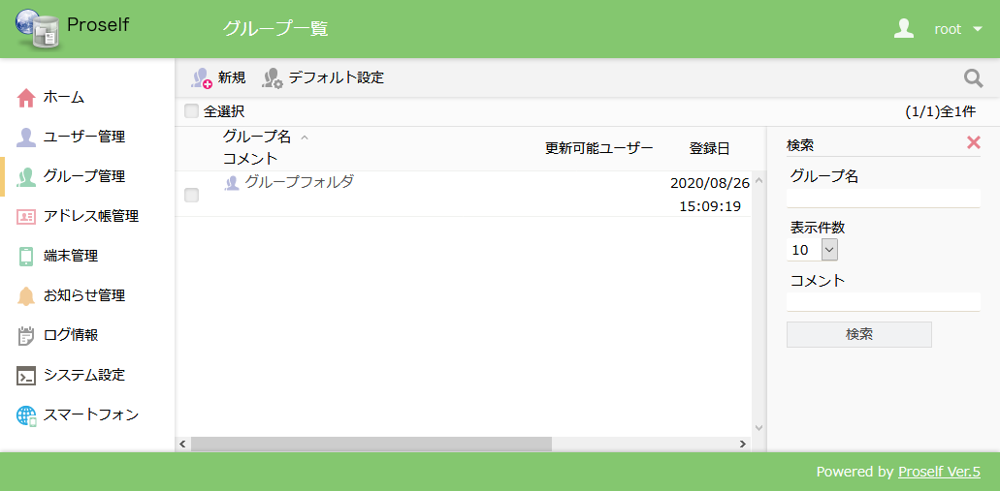 Proself
グループ一覧
root
新規
デフォルト設定
ホーム
ユーザー管理
グループ管理
アドレス帳管理
端末管理
お知らせ管理
ログ情報
システム設定
スマートフォン
全選択
(1/1)全1件
グループ名
コメント
更新可能ユーザー
登録日
グループフォルダ
2020/08/26
15:09:19
検索
グループ名
表示件数
10
コメント
検索
Powered by Proself Ver.5